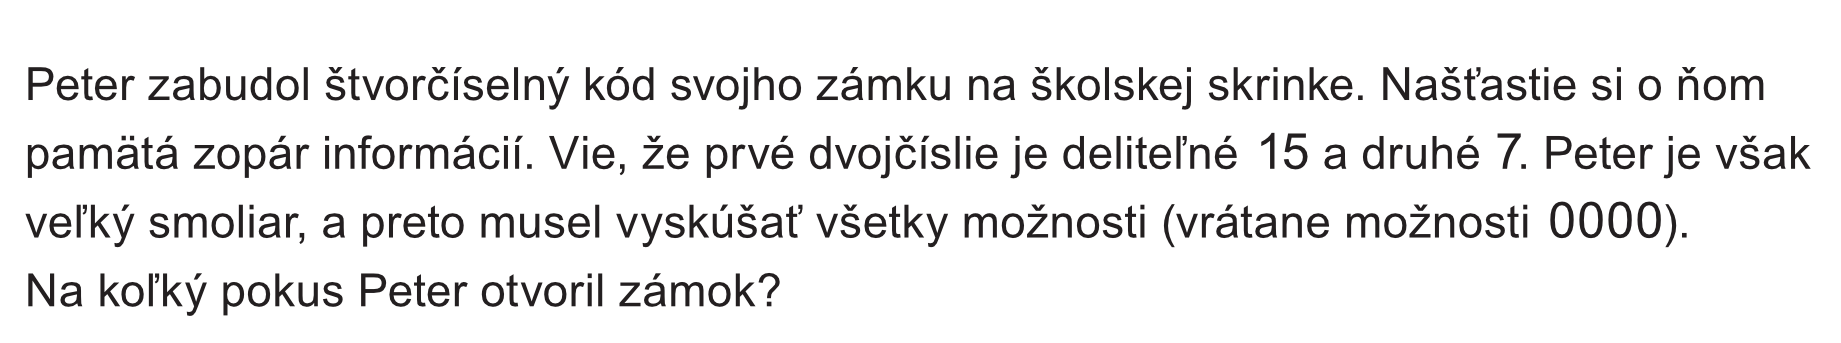 Peter zabudol štvorčíselný kód svojho zámku na školskej skrinke. Našťastie si o ňom
pamätá zopár informácií. Vie, že prvé dvojčíslie je deliteľné 15 a druhé 7. Peter je však
veľký smoliar, a preto musel vyskúšať všetky možnosti (vrátane možnosti 0000).
Na koľký pokus Peter otvoril zámok?